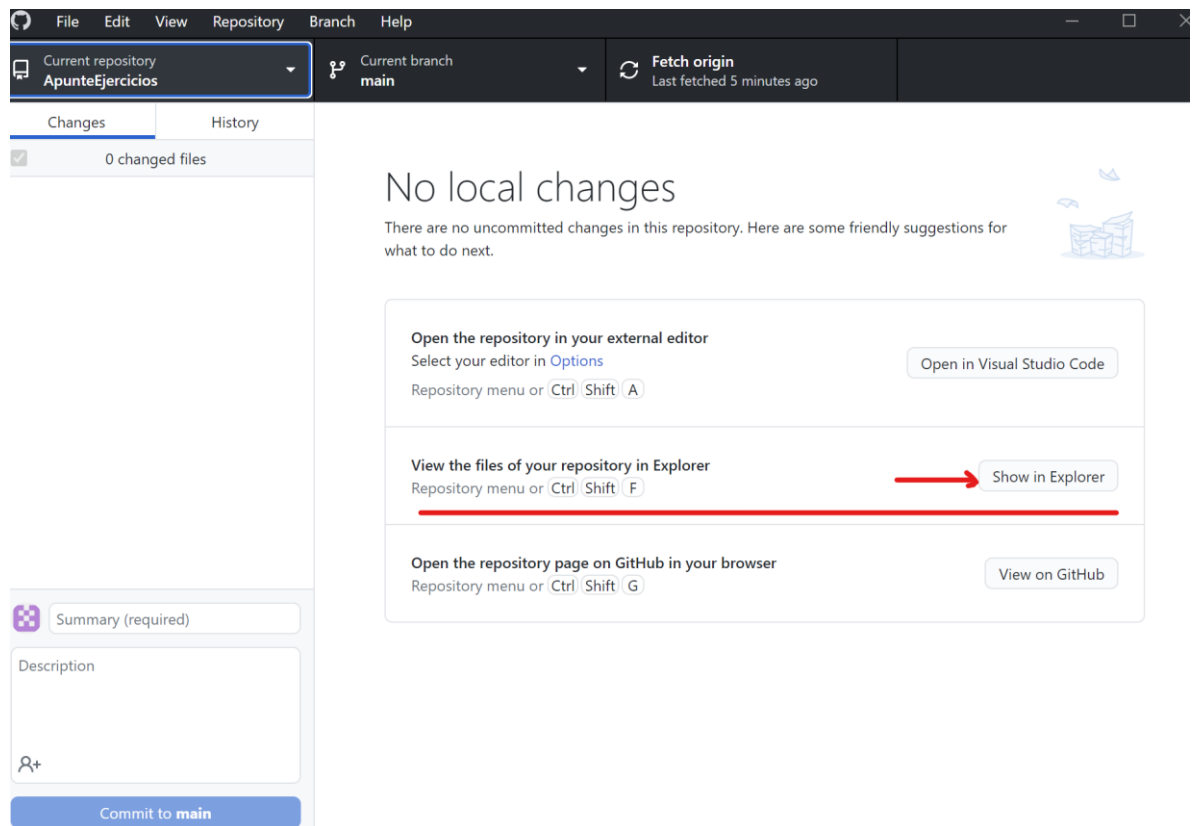 File Edit View Repository Branch Help
Current repository
ApunteEjercicios
Current branch
main
Fetch origin
Last fetched 5 minutes ago
Changes History
0 changed files
No local changes
There are no uncommitted changes in this repository. Here are some friendly suggestions for
what to do next.
Open the repository in your external editor
Select your editor in Options
Repository menu or Ctrl Shift A
Open in Visual Studio Code
View the files of your repository in Explorer
Repository menu or Ctrl Shift F
Show in Explorer
Open the repository page on GitHub in your browser
Repository menu or Ctrl Shift G
View on GitHub
Summary (required)
Description
Commit to main